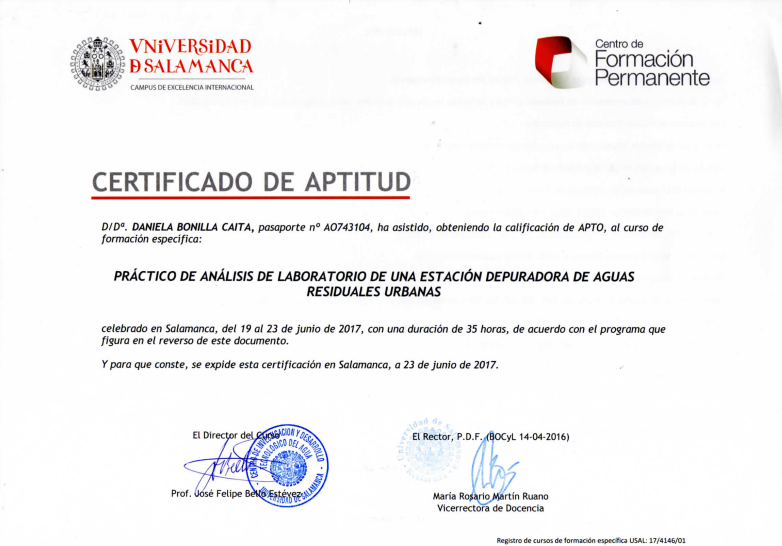 VNiVERSiDAD
D SALAMANCA
CAMPUS DE EXCELENCIA INTERNACIONAL
Centro de
Formación
Permanente
CERTIFICADO DE APTITUD
D/Dª. DANIELA BONILLA CAITA, pasaporte nº AO743104, ha asistido, obteniendo la calificación de APTO, al curso de
formación específica:
PRÁCTICO DE ANÁLISIS DE LABORATORIO DE UNA ESTACIÓN DEPURADORA DE AGUAS
RESIDUALES URBANAS
celebrado en Salamanca, del 19 al 23 de junio de 2017, con una duración de 35 horas, de acuerdo con el programa que
figura en el reverso de este documento.
Y para que conste, se expide esta certificación en Salamanca, a 23 de junio de 2017.
El Director del Curso
CENTRO DE INVESTIGACION Y DESARROLLO
TECNOLOGICO DEL AGUA
UNIVERSIDAD DE SALAMANCA
Prof. José Felipe Bello Estévez
El Rector, P.D.F. (BOCyL 14-04-2016)
María Rosario Martín Ruano
Vicerrectora de Docencia
Registro de cursos de formación específica USAL: 17/4146/01